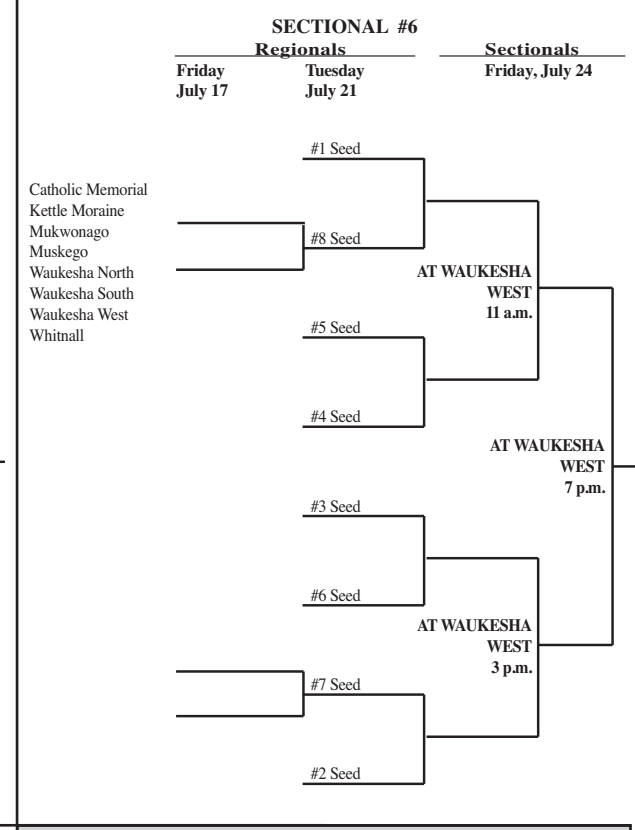 SECTIONAL #6
Regionals
Sectionals
Friday
July 17
Tuesday
July 21
Friday, July 24
Catholic Memorial
Kettle Moraine
Mukwonago
Muskego
Waukesha North
Waukesha South
Waukesha West
Whitnall
#1 Seed
#8 Seed
AT WAUKESHA
WEST
11 a.m.
#5 Seed
#4 Seed
AT WAUKESHA
WEST
7 p.m.
#3 Seed
#6 Seed
AT WAUKESHA
WEST
3 p.m.
#7 Seed
#2 Seed